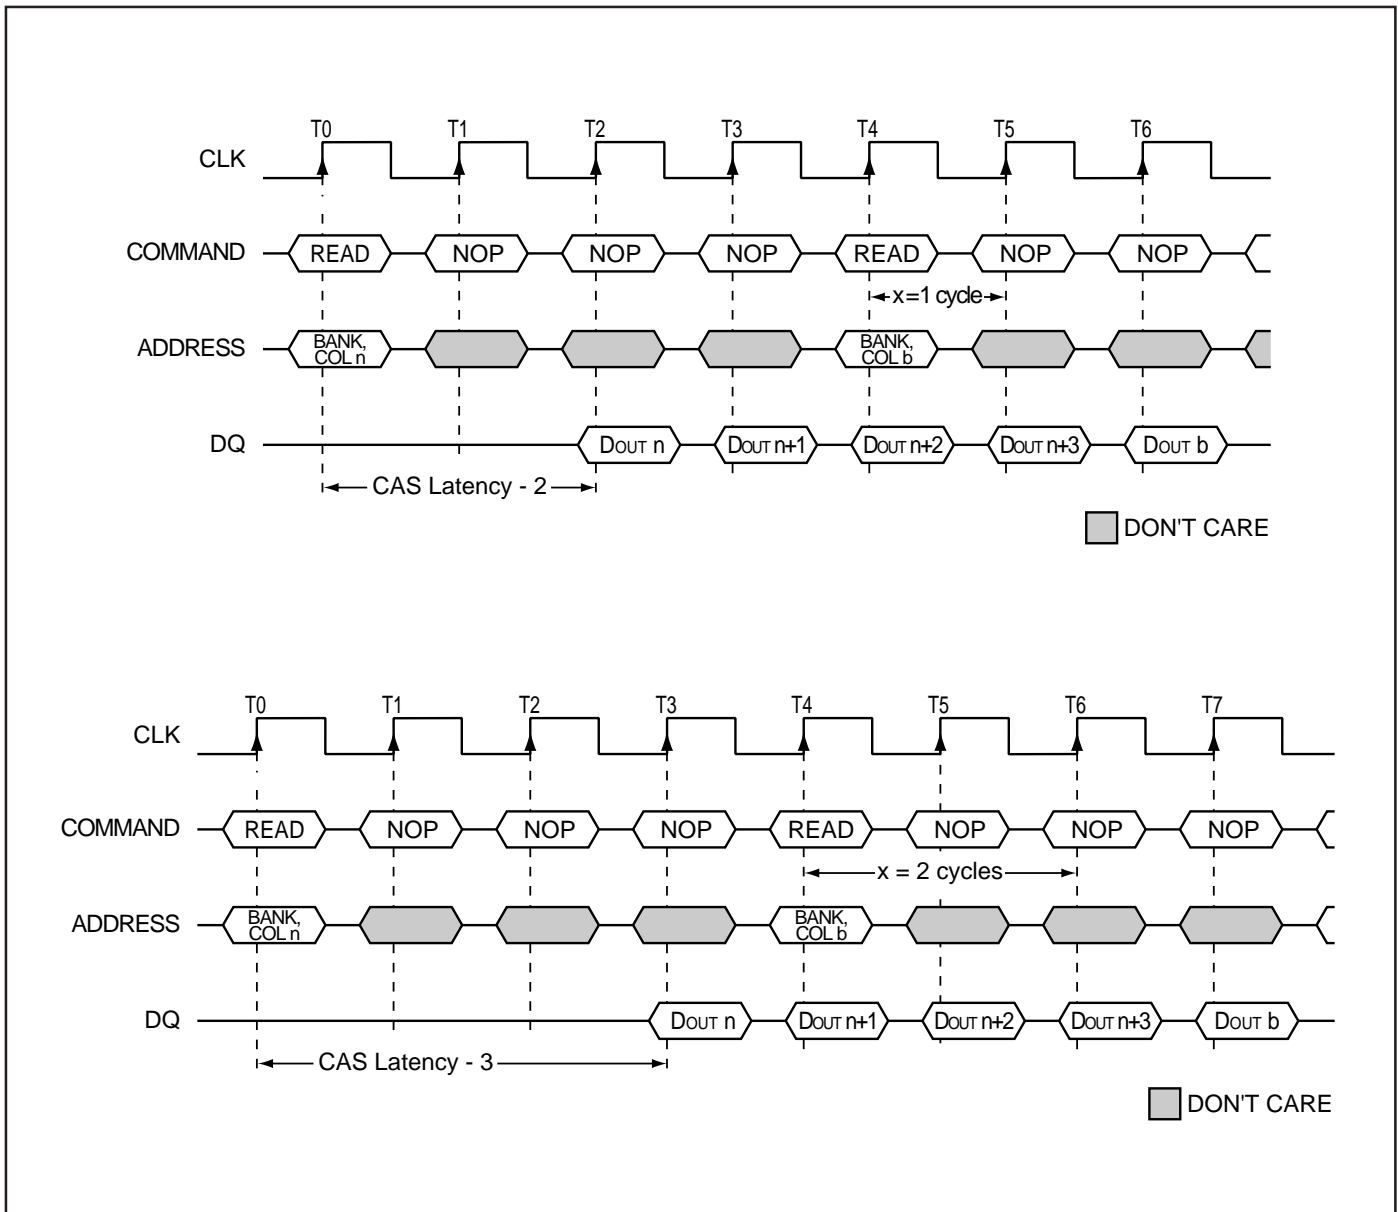 T0 T1 T2 T3 T4 T5 T6
CLK
COMMAND READ NOP NOP NOP READ NOP NOP
x=1 cycle
ADDRESS BANK, COL n BANK, COL b
DQ DOUT n DOUT n+1 DOUT n+2 DOUT n+3 DOUT b
CAS Latency - 2
DON'T CARE
T0 T1 T2 T3 T4 T5 T6 T7
CLK
COMMAND READ NOP NOP NOP READ NOP NOP NOP
x = 2 cycles
ADDRESS BANK, COL n BANK, COL b
DQ DOUT n DOUT n+1 DOUT n+2 DOUT n+3 DOUT b
CAS Latency - 3
DON'T CARE